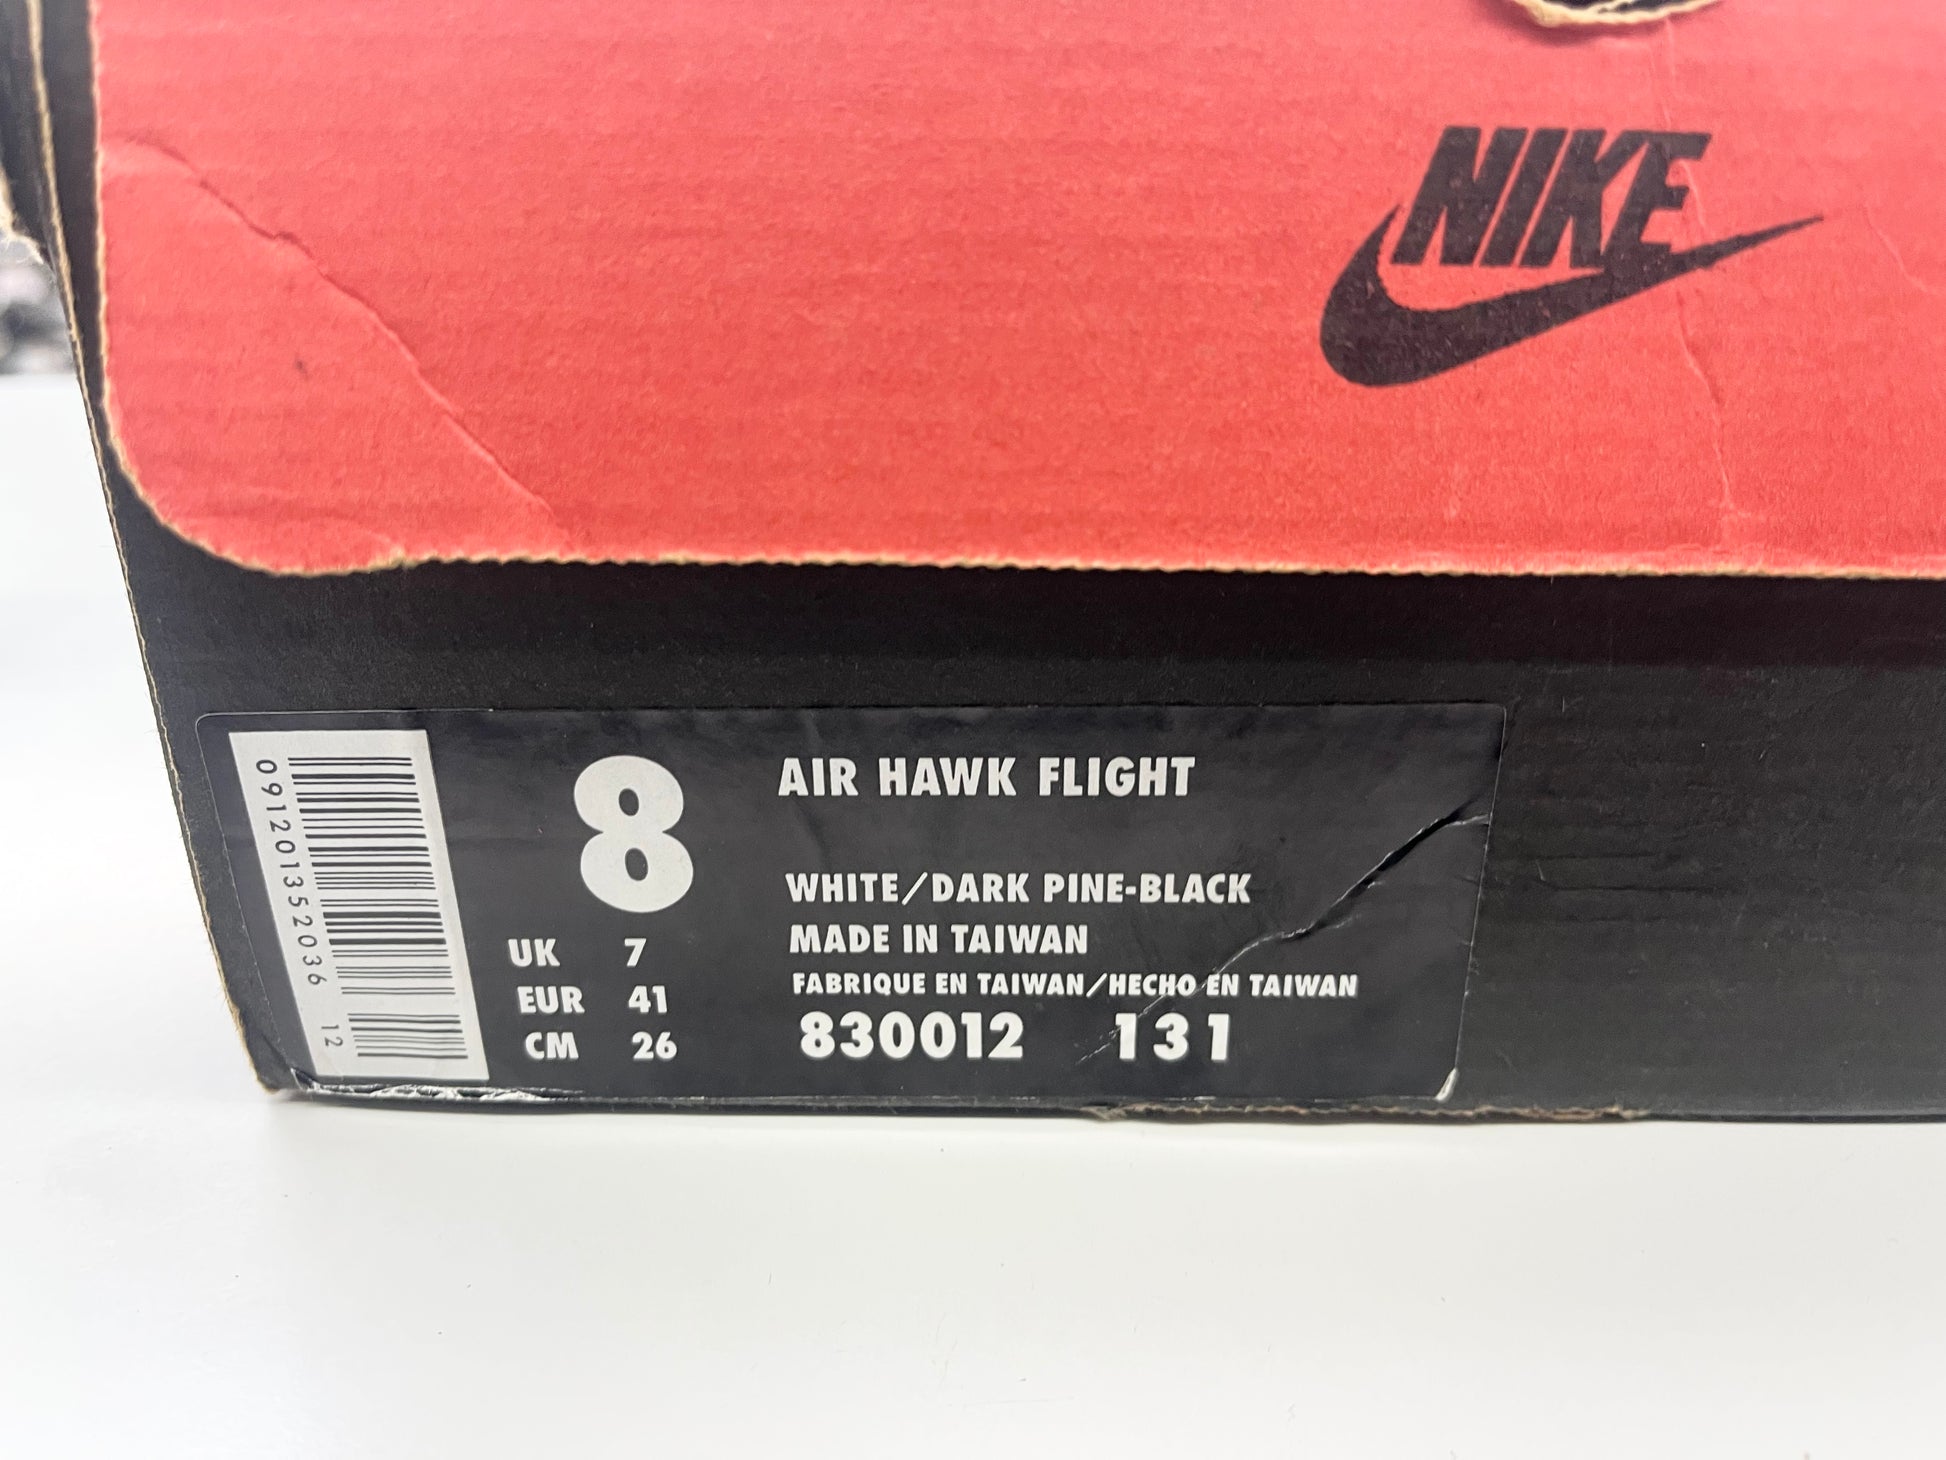 NIKE
091201352036 12
8
UK 7
EUR 41
CM 26
AIR HAWK FLIGHT
WHITE/DARK PINE-BLACK
MADE IN TAIWAN
FABRIQUE EN TAIWAN/HECHO EN TAIWAN
830012 131